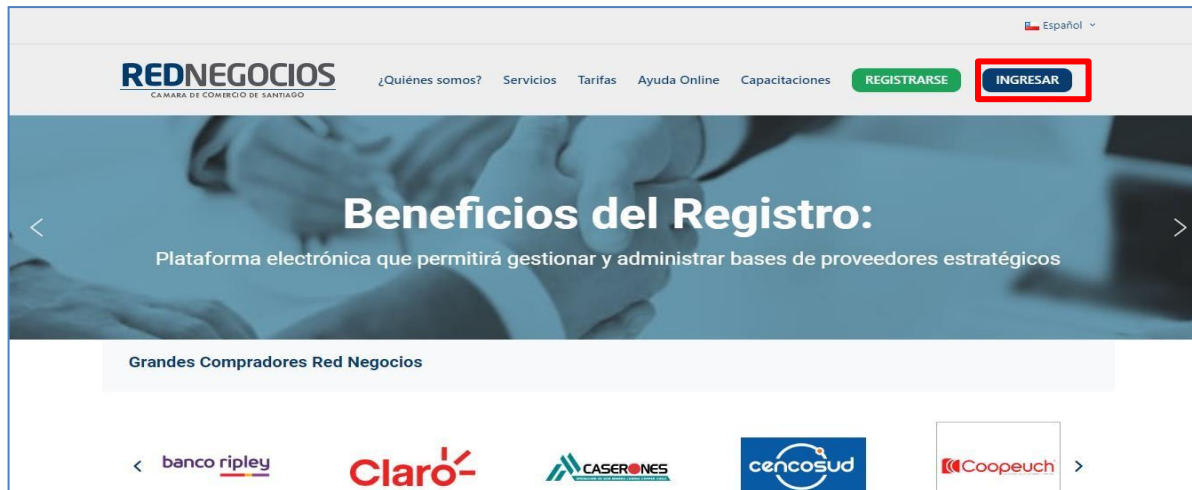 Español
REDNEGOCIOS
CAMARA DE COMERCIO DE SANTIAGO
¿Quiénes somos? Servicios Tarifas Ayuda Online Capacitaciones REGISTRARSE INGRESAR
Beneficios del Registro:
Plataforma electrónica que permitirá gestionar y administrar bases de proveedores estratégicos
Grandes Compradores Red Negocios
banco ripley Claro CASERONES cencosud Coopeuch